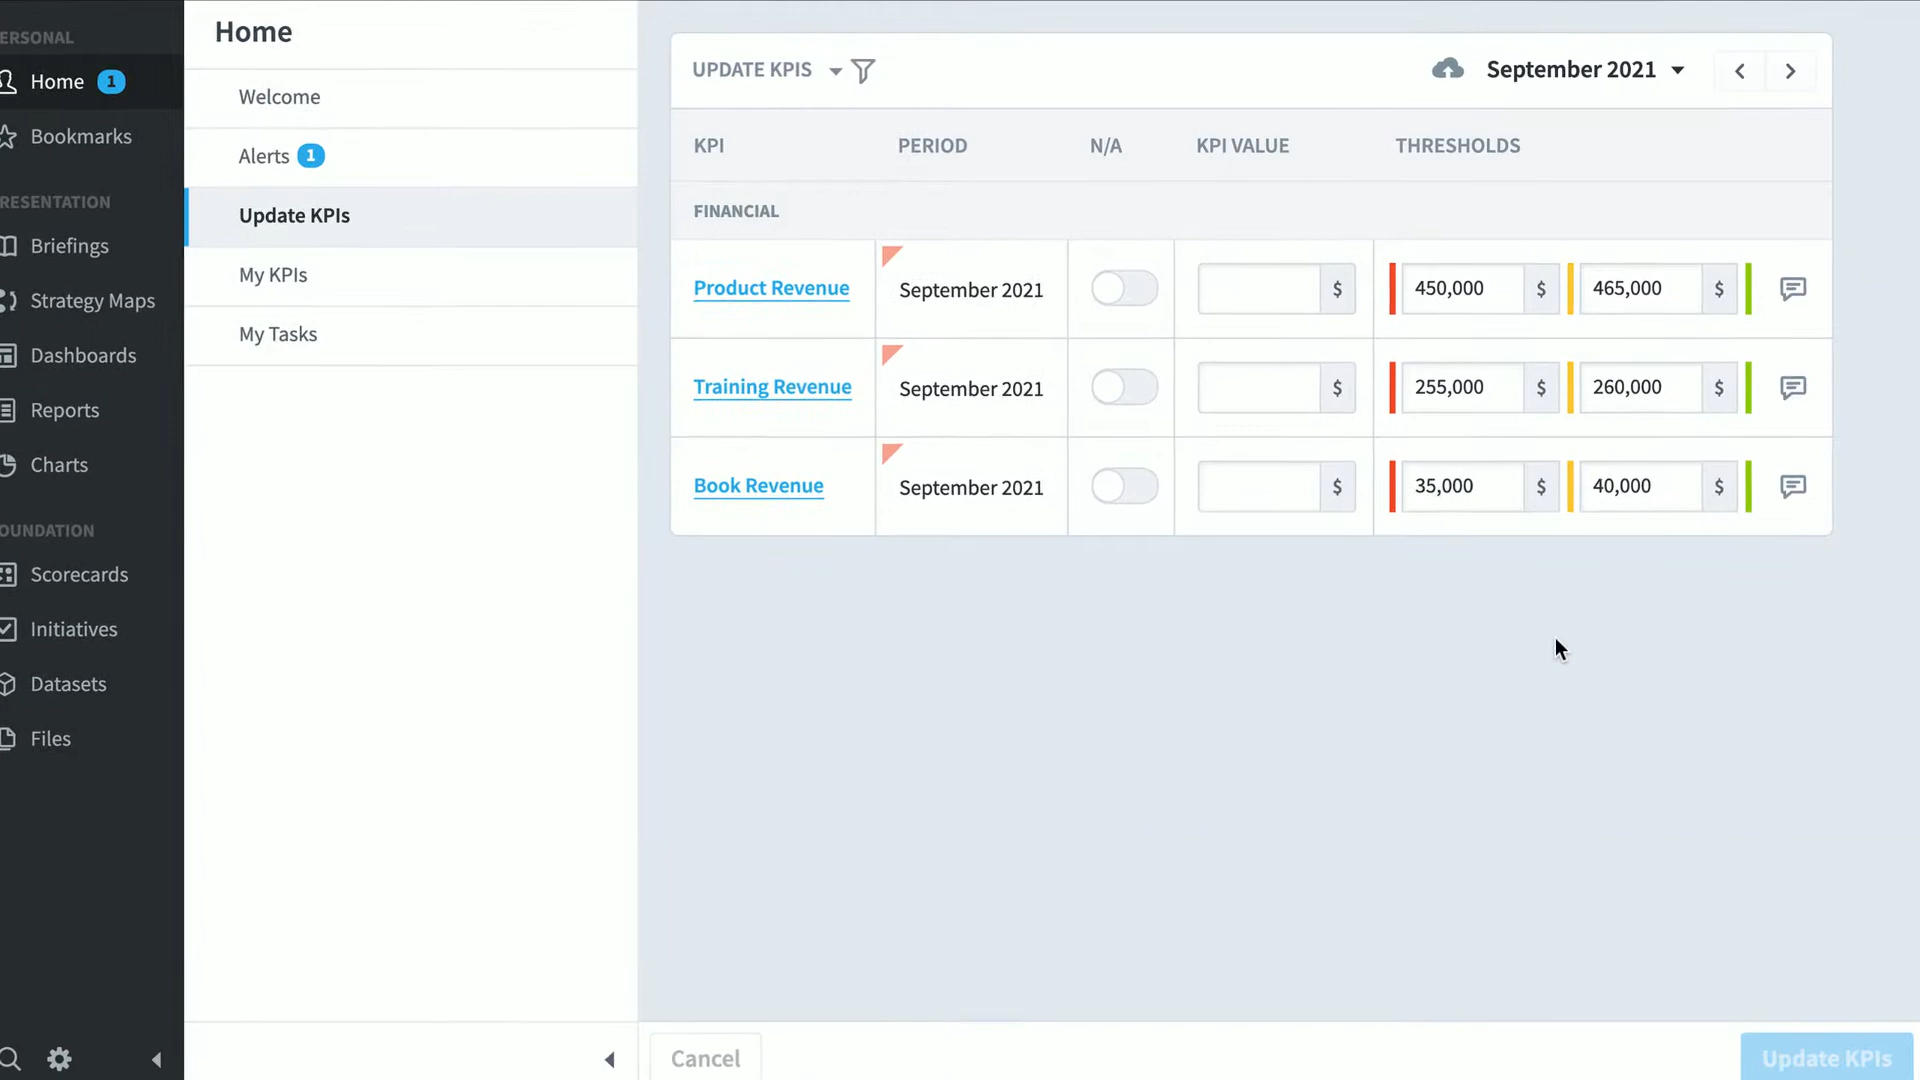 ERSONAL
Home 1
Bookmarks
RESENTATION
Briefings
Strategy Maps
Dashboards
Reports
Charts
OUNDATION
Scorecards
Initiatives
Datasets
Files
Home
Welcome
Alerts 1
Update KPIs
My KPIs
My Tasks
UPDATE KPIS
September 2021
KPI PERIOD N/A KPI VALUE THRESHOLDS
FINANCIAL
Product Revenue September 2021 $ 450,000 $ 465,000 $
Training Revenue September 2021 $ 255,000 $ 260,000 $
Book Revenue September 2021 $ 35,000 $ 40,000 $
Cancel
Update KPIs